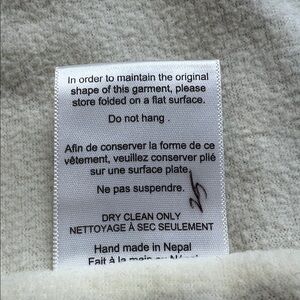 In order to maintain the original
shape of this garment, please
store folded on a flat surface.
Do not hang .
Afin de conserver la forme de ce
vêtement, veuillez conserver plié
sur une surface plate.
Ne pas suspendre.
DRY CLEAN ONLY
NETTOYAGE À SEC SEULEMENT
Hand made in Nepal
Fait à la main au Népal